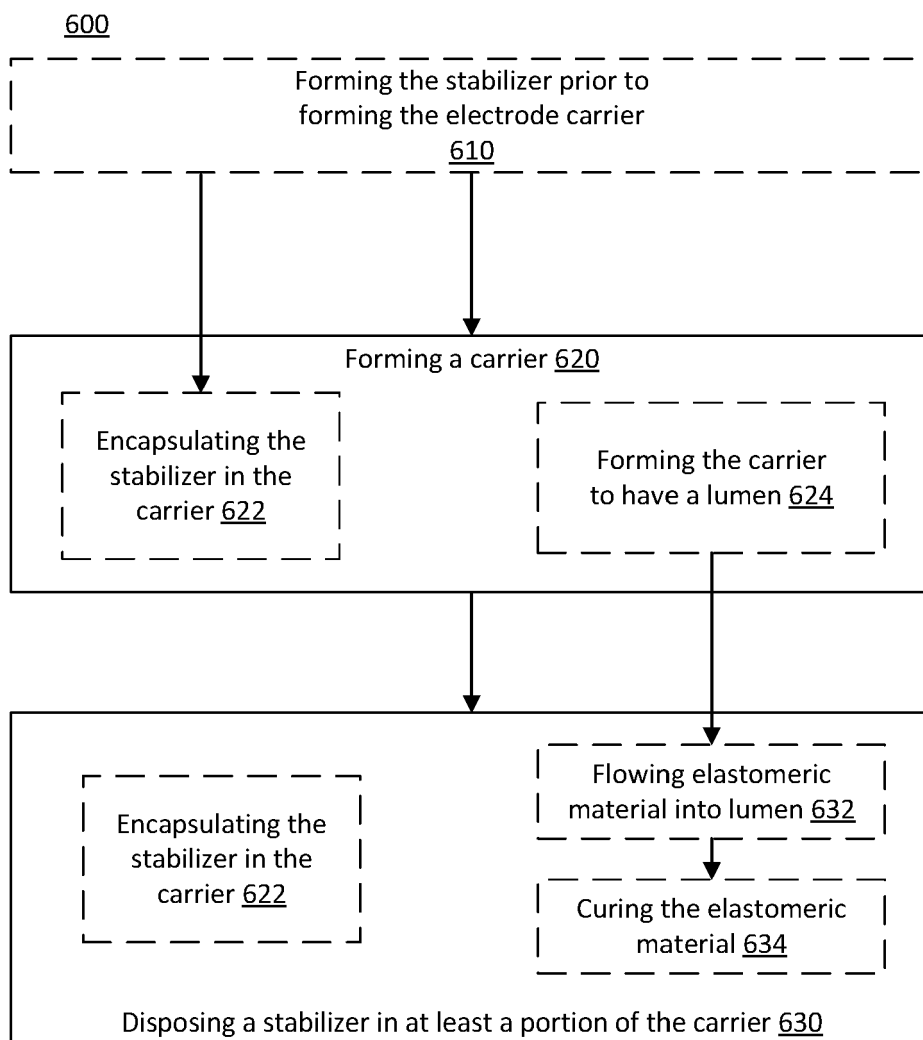 600
Forming the stabilizer prior to
forming the electrode carrier
610
Forming a carrier 620
Encapsulating the
stabilizer in the
carrier 622
Forming the carrier
to have a lumen 624
Encapsulating the
stabilizer in the
carrier 622
Flowing elastomeric
material into lumen 632
Curing the elastomeric
material 634
Disposing a stabilizer in at least a portion of the carrier 630